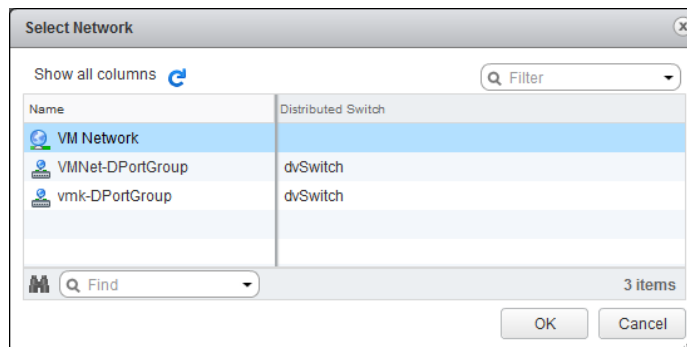 Select Network
Show all columns
Filter
Name Distributed Switch
VM Network
VMNet-DPortGroup dvSwitch
vmk-DPortGroup dvSwitch
Find 3 items
OK Cancel